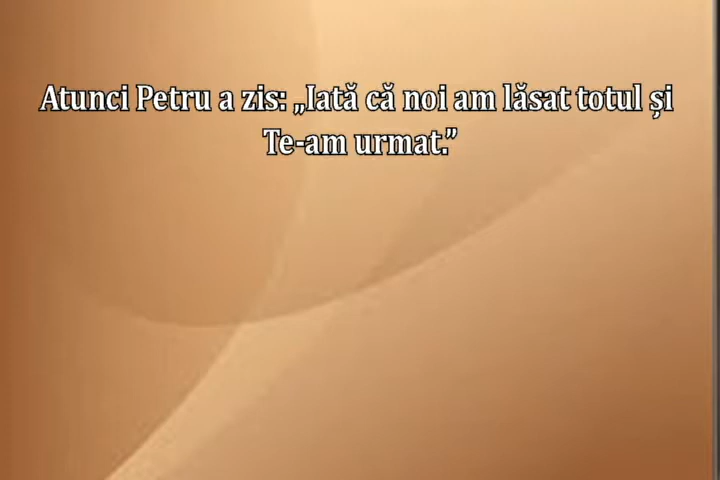 Atunci Petru a zis: „Iată că noi am lăsat totul și
Te-am urmat.”